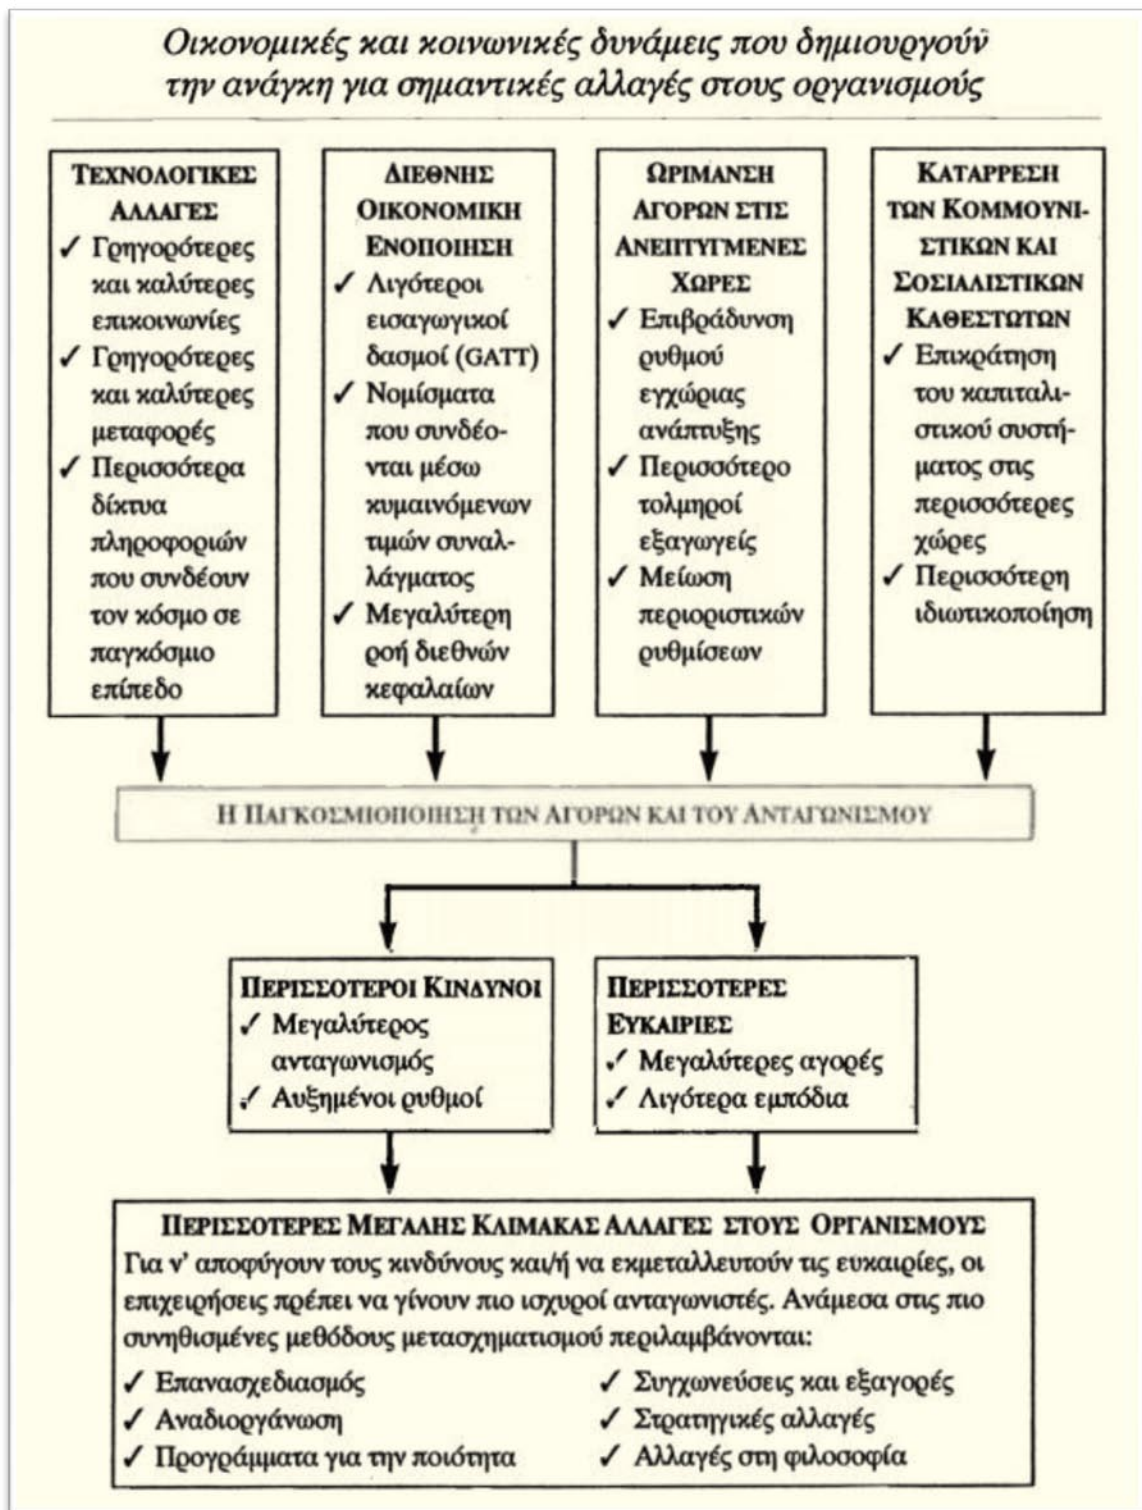 Οικονομικές και κοινωνικές δυνάμεις που δημιουργούν
την ανάγκη για σημαντικές αλλαγές στους οργανισμούς
ΤΕΧΝΟΛΟΓΙΚΕΣ
ΑΛΛΑΓΕΣ
✓ Γρηγορότερες
και καλύτερες
επικοινωνίες
✓ Γρηγορότερες
και καλύτερες
μεταφορές
✓ Περισσότερα
δίκτυα
πληροφοριών
που συνδέουν
τον κόσμο σε
παγκόσμιο
επίπεδο
ΔΙΕΘΝΗΣ
ΟΙΚΟΝΟΜΙΚΗ
ΕΝΟΠΟΙΗΣΗ
✓ Λιγότεροι
εισαγωγικοί
δασμοί (GATT)
✓ Νομίσματα
που συνδέο-
νται μέσω
κυμαινόμενων
τιμών συναλ-
λάγματος
✓ Μεγαλύτερη
ροή διεθνών
κεφαλαίων
ΩΡΙΜΑΝΣΗ
ΑΓΟΡΩΝ ΣΤΙΣ
ΑΝΕΠΤΥΓΜΕΝΕΣ
ΧΩΡΕΣ
✓ Επιβράδυνση
ρυθμού
εγχώριας
ανάπτυξης
✓ Περισσότερο
τολμηροί
εξαγωγείς
✓ Μείωση
περιοριστικών
ρυθμίσεων
ΚΑΤΑΡΡΕΣΗ
ΤΩΝ ΚΟΜΜΟΥΝΙ-
ΣΤΙΚΩΝ ΚΑΙ
ΣΟΣΙΑΛΙΣΤΙΚΩΝ
ΚΑΘΕΣΤΩΤΩΝ
✓ Επικράτηση
του καπιταλι-
στικού συστή-
ματος στις
περισσότερες
χώρες
✓ Περισσότερη
ιδιωτικοποίηση
Η ΠΑΓΚΟΣΜΙΟΠΟΙΗΣΗ ΤΩΝ ΑΓΟΡΩΝ ΚΑΙ ΤΟΥ ΑΝΤΑΓΩΝΙΣΜΟΥ
ΠΕΡΙΣΣΟΤΕΡΟΙ ΚΙΝΔΥΝΟΙ
✓ Μεγαλύτερος
ανταγωνισμός
✓ Αυξημένοι ρυθμοί
ΠΕΡΙΣΣΟΤΕΡΕΣ
ΕΥΚΑΙΡΙΕΣ
✓ Μεγαλύτερες αγορές
✓ Λιγότερα εμπόδια
ΠΕΡΙΣΣΟΤΕΡΕΣ ΜΕΓΑΛΗΣ ΚΛΙΜΑΚΑΣ ΑΛΛΑΓΕΣ ΣΤΟΥΣ ΟΡΓΑΝΙΣΜΟΥΣ
Για ν' αποφύγουν τους κινδύνους και/ή να εκμεταλλευτούν τις ευκαιρίες, οι
επιχειρήσεις πρέπει να γίνουν πιο ισχυροί ανταγωνιστές. Ανάμεσα στις πιο
συνηθισμένες μεθόδους μετασχηματισμού περιλαμβάνονται:
✓ Επανασχεδιασμός
✓ Αναδιοργάνωση
✓ Προγράμματα για την ποιότητα
✓ Συγχωνεύσεις και εξαγορές
✓ Στρατηγικές αλλαγές
✓ Αλλαγές στη φιλοσοφία